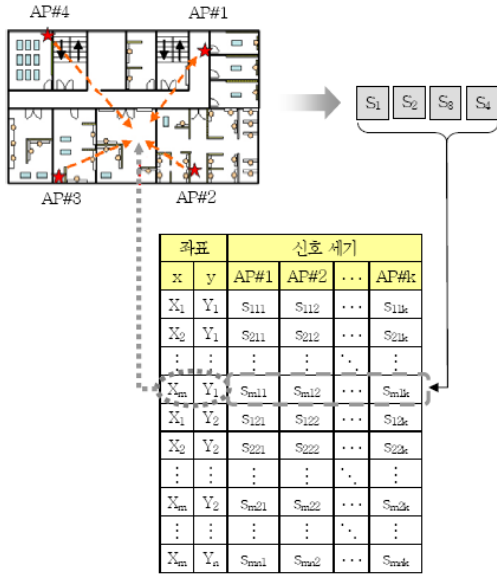 AP#4 AP#1
S₁ S₂ S₃ S₄
AP#3 AP#2
좌표 신호 세기
x y AP#1 AP#2 ··· AP#k
X₁ Y₁ S₁₁₁ S₁₁₂ ··· S₁₁ₖ
X₂ Y₁ S₂₁₁ S₂₁₂ ··· S₂₁ₖ
⋮ ⋮ ⋮ ⋮ ⋱ ⋮
Xₘ Y₁ Sₘ₁₁ Sₘ₁₂ ··· Sₘ₁ₖ
X₁ Y₂ S₁₂₁ S₁₂₂ ··· S₁₂ₖ
X₂ Y₂ S₂₂₁ S₂₂₂ ··· S₂₂ₖ
⋮ ⋮ ⋮ ⋮ ⋱ ⋮
Xₘ Y₂ Sₘ₂₁ Sₘ₂₂ ··· Sₘ₂ₖ
⋮ ⋮ ⋮ ⋮ ⋱ ⋮
Xₘ Yₙ Sₘₙ₁ Sₘₙ₂ ··· Sₘₙₖ